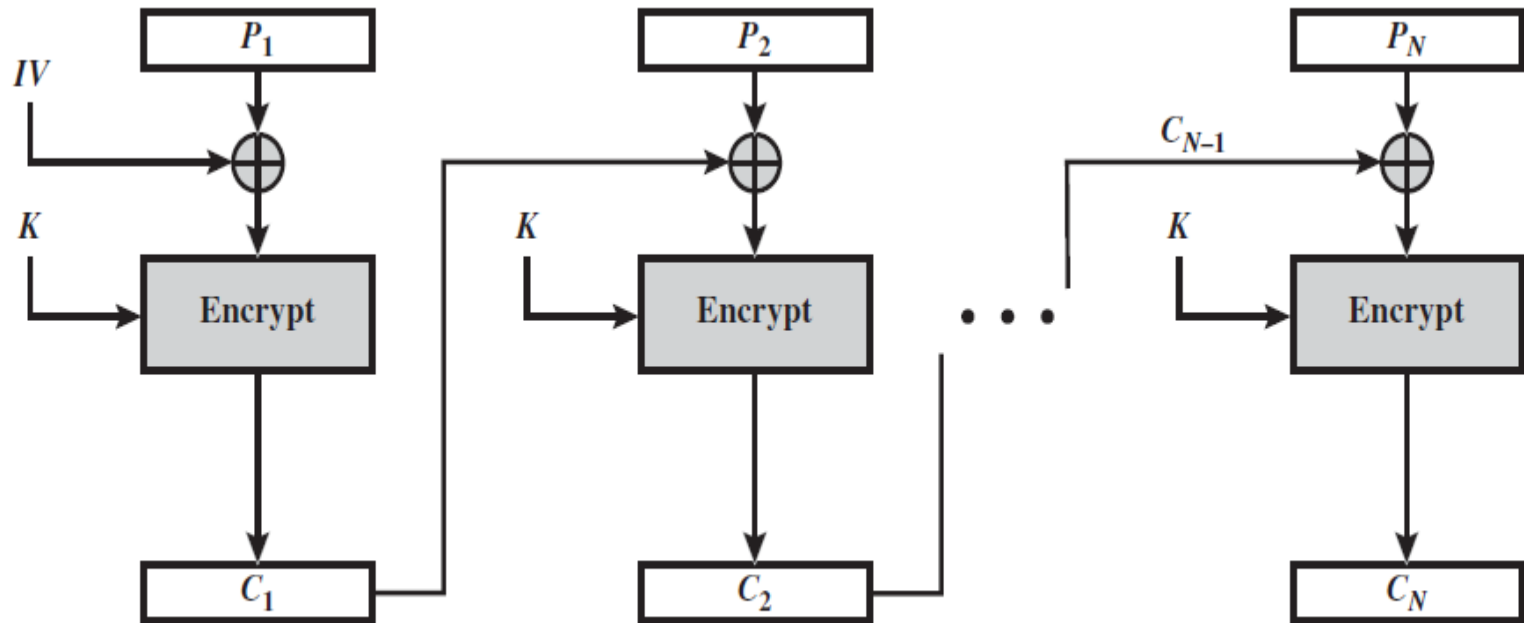 P1
P2
PN
IV
CN–1
K
K
K
Encrypt
Encrypt
Encrypt
C1
C2
CN